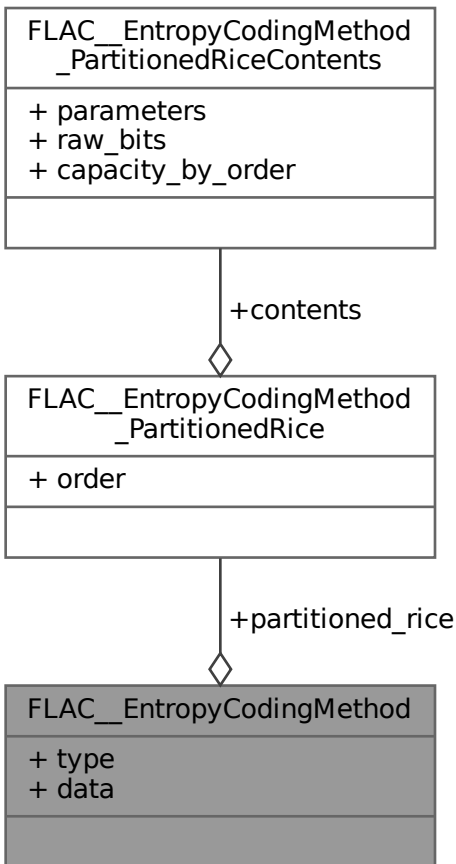 FLAC__EntropyCodingMethod
_PartitionedRiceContents
+ parameters
+ raw_bits
+ capacity_by_order
+contents
FLAC__EntropyCodingMethod
_PartitionedRice
+ order
+partitioned_rice
FLAC__EntropyCodingMethod
+ type
+ data